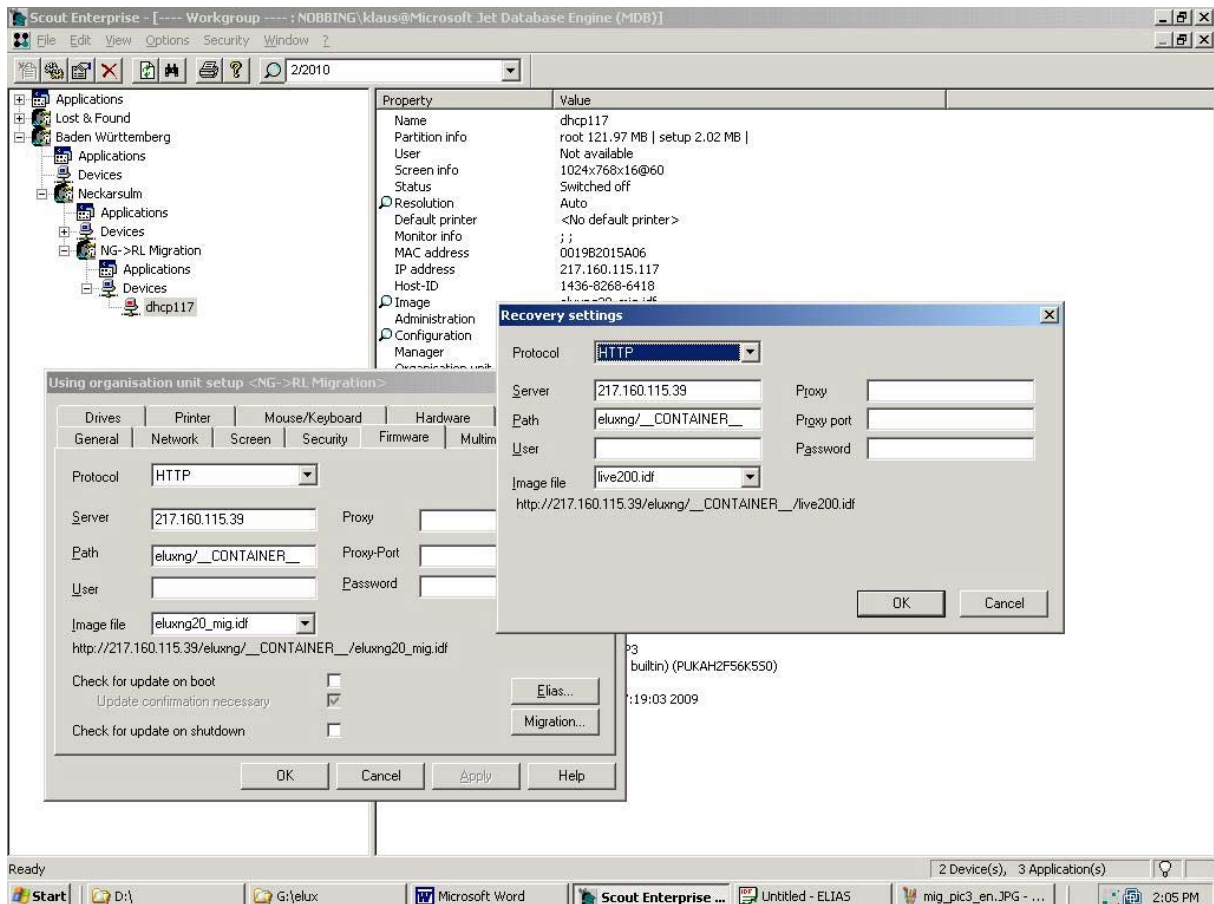 Scout Enterprise - [---- Workgroup ---- : NOBBING\klaus@Microsoft Jet Database Engine (MDB)]
File Edit View Options Security Window ?
2/2010
Applications
Lost & Found
Baden Württemberg
Applications
Devices
Neckarsulm
Applications
Devices
NG->RL Migration
Applications
Devices
dhcp117
Property Value
Name dhcp117
Partition info root 121.97 MB | setup 2.02 MB |
User Not available
Screen info 1024x768x16@60
Status Switched off
Resolution Auto
Default printer <No default printer>
Monitor info ; ;
MAC address 0019B2015A06
IP address 217.160.115.117
Host-ID 1436-8268-6418
Image
Administration
Configuration
Manager
Organisation unit
P3
builtin) (PUKAH2F56K5S0)
:19:03 2009
Using organisation unit setup <NG->RL Migration>
Drives Printer Mouse/Keyboard Hardware
General Network Screen Security Firmware Multim
Protocol HTTP
Server 217.160.115.39 Proxy
Path eluxng/__CONTAINER__ Proxy-Port
User Password
Image file eluxng20_mig.idf
http://217.160.115.39/eluxng/__CONTAINER__/eluxng20_mig.idf
Check for update on boot
Update confirmation necessary
Check for update on shutdown
Elias...
Migration...
OK Cancel Apply Help
Recovery settings
Protocol HTTP
Server 217.160.115.39 Proxy
Path eluxng/__CONTAINER__ Proxy port
User Password
Image file live200.idf
http://217.160.115.39/eluxng/__CONTAINER__/live200.idf
OK Cancel
Ready 2 Device(s), 3 Application(s)
Start D:\ G:\elux Microsoft Word Scout Enterprise ... Untitled - ELIAS mig_pic3_en.JPG - ... 2:05 PM